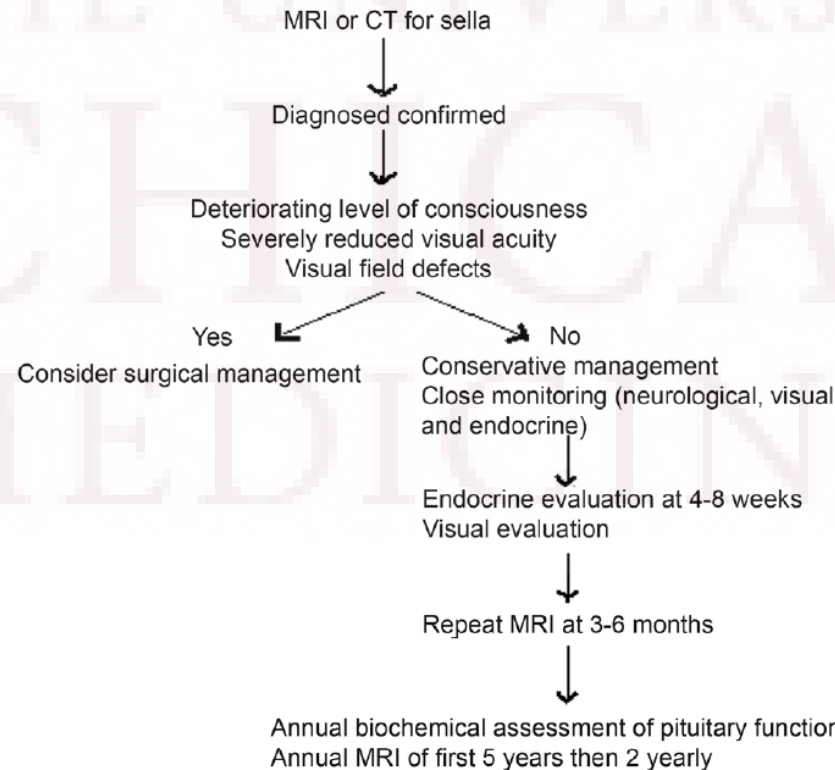 MRI or CT for sella
Diagnosed confirmed
Deteriorating level of consciousness
Severely reduced visual acuity
Visual field defects
Yes
Consider surgical management
No
Conservative management
Close monitoring (neurological, visual
and endocrine)
Endocrine evaluation at 4-8 weeks
Visual evaluation
Repeat MRI at 3-6 months
Annual biochemical assessment of pituitary function
Annual MRI of first 5 years then 2 yearly